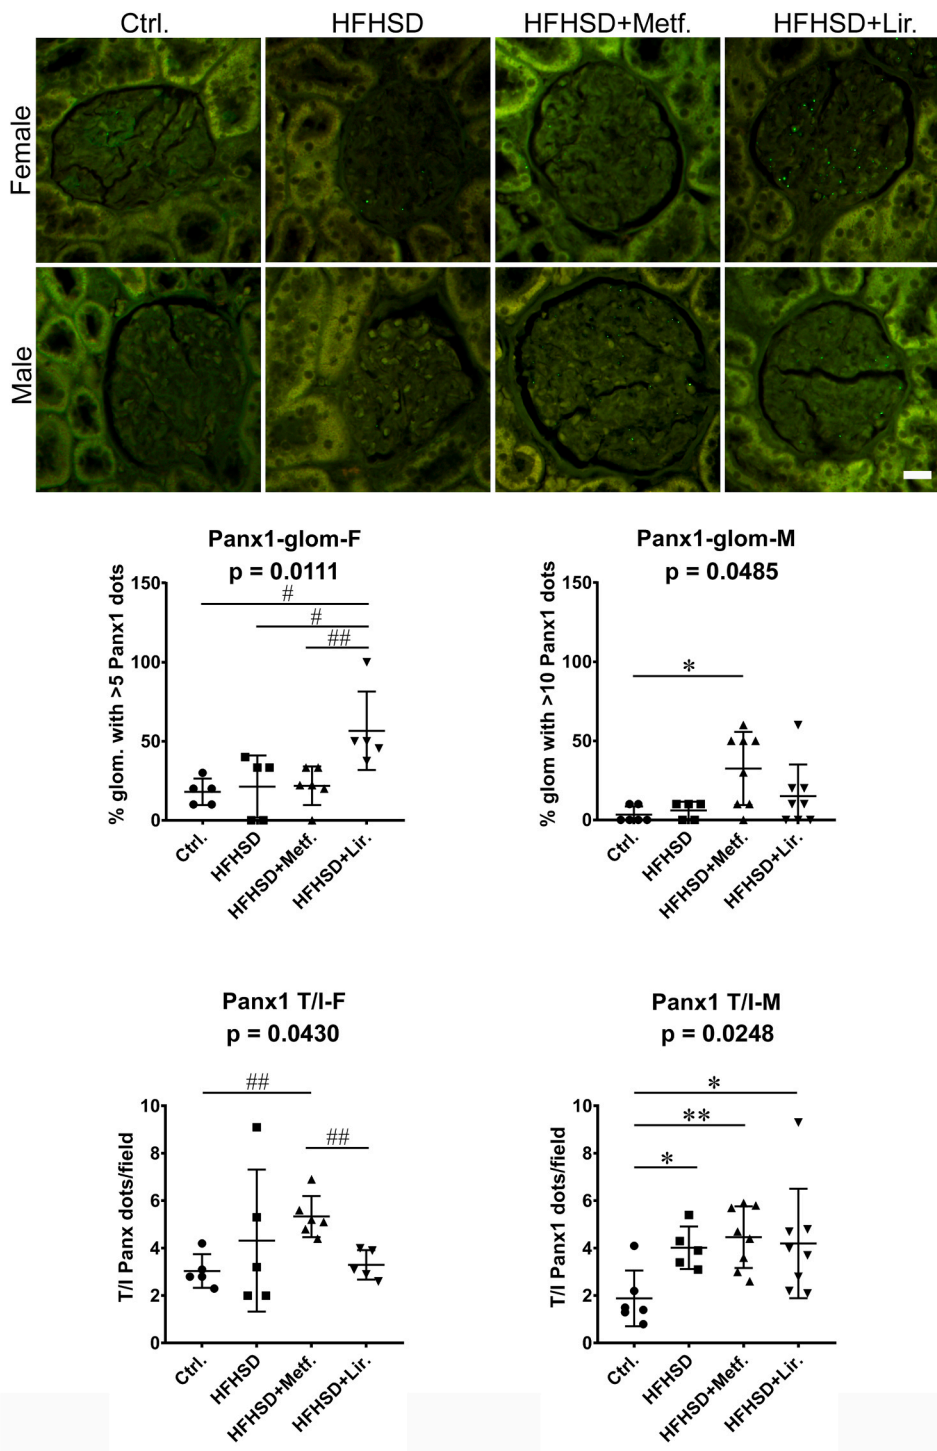 Ctrl. HFHSD HFHSD+Metf. HFHSD+Lir.
Female
Male
Panx1-glom-F
p = 0.0111
% glom. with >5 Panx1 dots
150
100
50
0
#
#
##
Ctrl.
HFHSD
HFHSD+Metf.
HFHSD+Lir.
Panx1-glom-M
p = 0.0485
% glom with >10 Panx1 dots
150
100
50
0
*
Ctrl.
HFHSD
HFHSD+Metf.
HFHSD+Lir.
Panx1 T/I-F
p = 0.0430
T/I Panx dots/field
10
8
6
4
2
0
##
##
Ctrl.
HFHSD
HFHSD+Metf.
HFHSD+Lir.
Panx1 T/I-M
p = 0.0248
T/I Panx1 dots/field
10
8
6
4
2
0
*
**
*
Ctrl.
HFHSD
HFHSD+Metf.
HFHSD+Lir.